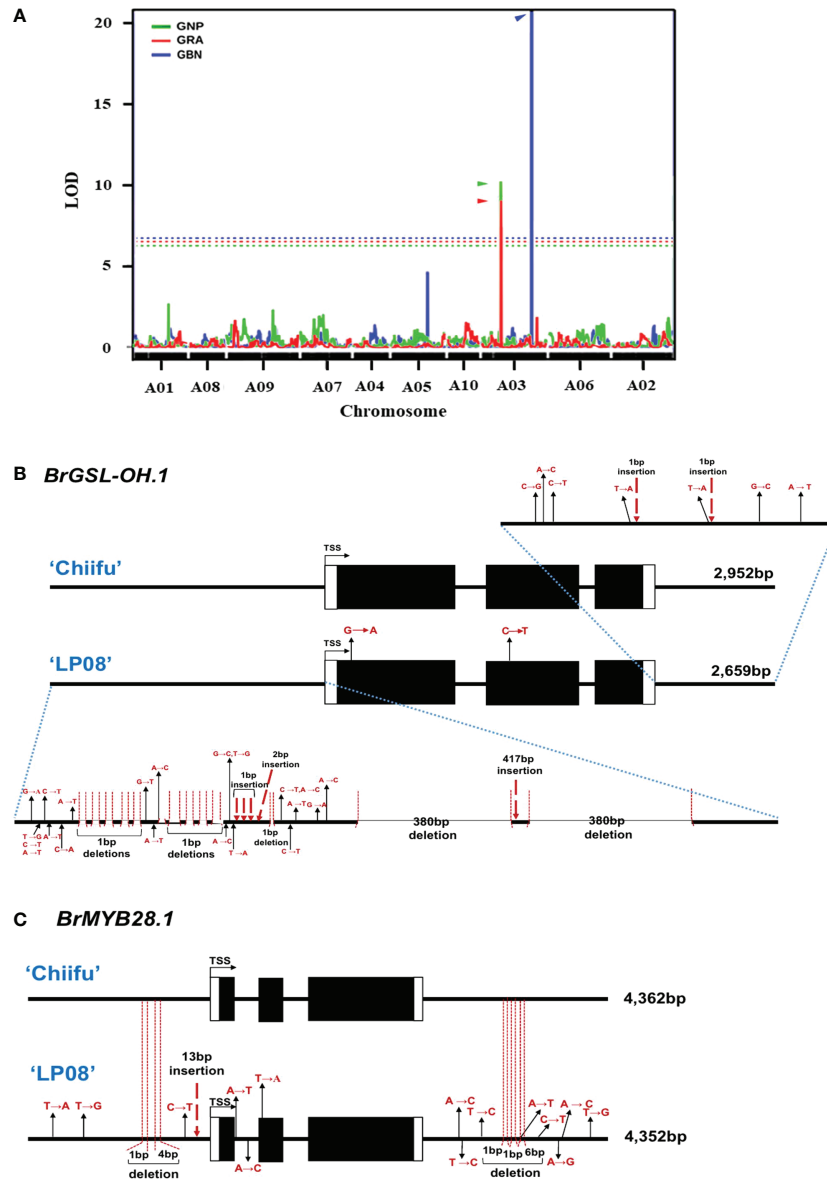 A
20
15
10
5
0
LOD
GNP
GRA
GBN
A01 A08 A09 A07 A04 A05 A10 A03 A06 A02
Chromosome
B BrGSL-OH.1
A→C
C→G C→T
1bp insertion
T→A
1bp insertion
T→A
G→C
A→T
'Chiifu'
TSS
2,952bp
'LP08'
TSS
G→A
C→T
2,659bp
G→A C→T
A→T
G→T
A→C
G→C,T→G
1bp insertion
2bp insertion
C→T,A→C
A→T G→A
A→C
417bp insertion
T→G A→T
C→T
A→T
C→A
1bp deletions
A→T
1bp deletions
A→C
T→A
1bp deletion
C→T
380bp deletion
380bp deletion
C BrMYB28.1
'Chiifu'
TSS
4,362bp
'LP08'
T→A T→G
C→T
13bp insertion
TSS
A→T
T→A
A→C
1bp 4bp
deletion
A→C
T→C
T→C
1bp 1bp 6bp
deletion
A→T A→C
C→T T→G
A→G
4,352bp